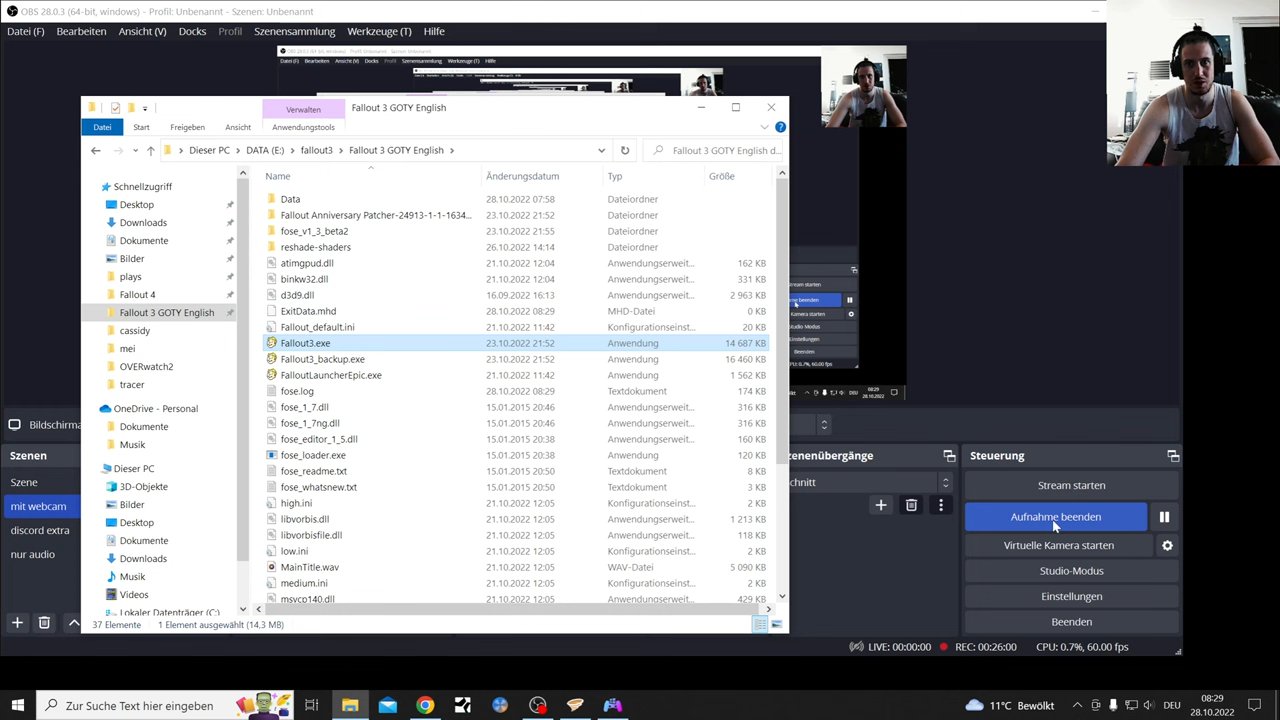 OBS 28.0.3 (64-bit, windows) - Profil: Unbenannt - Szenen: Unbenannt
Datei (F) Bearbeiten Ansicht (V) Docks Profil Szenensammlung Werkzeuge (T) Hilfe
Verwalten Fallout 3 GOTY English
Datei Start Freigeben Ansicht Anwendungstools
Dieser PC DATA (E:) fallout3 Fallout 3 GOTY English Fallout 3 GOTY English d...
Name Änderungsdatum Typ Größe
Schnellzugriff
Desktop
Downloads
Dokumente
Bilder
plays
Fallout 4
Fallout 3 GOTY English
cassidy
mei
OVERwatch2
tracer
OneDrive - Personal
Dokumente
Musik
Dieser PC
3D-Objekte
Bilder
Desktop
Dokumente
Downloads
Musik
Videos
Lokaler Datenträger (C:)
Data 28.10.2022 07:58 Dateiordner
Fallout Anniversary Patcher-24913-1-1-1634... 23.10.2022 21:52 Dateiordner
fose_v1_3_beta2 23.10.2022 21:55 Dateiordner
reshade-shaders 26.10.2022 14:14 Dateiordner
atimgpud.dll 21.10.2022 12:04 Anwendungserweit... 162 KB
binkw32.dll 21.10.2022 12:04 Anwendungserweit... 331 KB
d3d9.dll 16.09.2022 16:13 Anwendungserweit... 2 963 KB
ExitData.mhd 28.10.2022 08:29 MHD-Datei 0 KB
Fallout_default.ini 21.10.2022 11:42 Konfigurationseinst... 20 KB
Fallout3.exe 23.10.2022 21:52 Anwendung 14 687 KB
Fallout3_backup.exe 23.10.2022 21:52 Anwendung 16 460 KB
FalloutLauncherEpic.exe 21.10.2022 11:42 Anwendung 1 562 KB
fose.log 28.10.2022 08:29 Textdokument 174 KB
fose_1_7.dll 15.01.2015 20:46 Anwendungserweit... 316 KB
fose_1_7ng.dll 15.01.2015 20:46 Anwendungserweit... 316 KB
fose_editor_1_5.dll 15.01.2015 20:38 Anwendungserweit... 160 KB
fose_loader.exe 15.01.2015 20:38 Anwendung 120 KB
fose_readme.txt 15.01.2015 20:50 Textdokument 8 KB
fose_whatsnew.txt 15.01.2015 20:50 Textdokument 3 KB
high.ini 21.10.2022 12:05 Konfigurationseinst... 2 KB
libvorbis.dll 21.10.2022 12:05 Anwendungserweit... 1 213 KB
libvorbisfile.dll 21.10.2022 12:05 Anwendungserweit... 118 KB
low.ini 21.10.2022 12:05 Konfigurationseinst... 2 KB
MainTitle.wav 21.10.2022 12:05 WAV-Datei 5 090 KB
medium.ini 21.10.2022 12:05 Konfigurationseinst... 2 KB
msvcp140.dll 21.10.2022 12:05 Anwendungserweit... 429 KB
37 Elemente 1 Element ausgewählt (14,3 MB)
Bildschirma
Szenen
Szene
mit webcam
discord extra
nur audio
zenenübergänge
chnitt
Steuerung
Stream starten
Aufnahme beenden
Virtuelle Kamera starten
Studio-Modus
Einstellungen
Beenden
LIVE: 00:00:00 REC: 00:26:00 CPU: 0.7%, 60.00 fps
Zur Suche Text hier eingeben
11°C Bewölkt DEU
08:29
28.10.2022